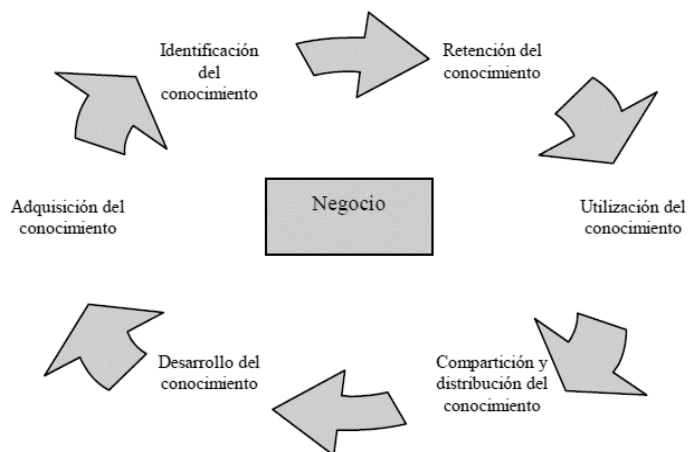 Identificación
del
conocimiento
Retención del
conocimiento
Adquisición del
conocimiento
Negocio
Utilización del
conocimiento
Desarrollo del
conocimiento
Compartición y
distribución del
conocimiento